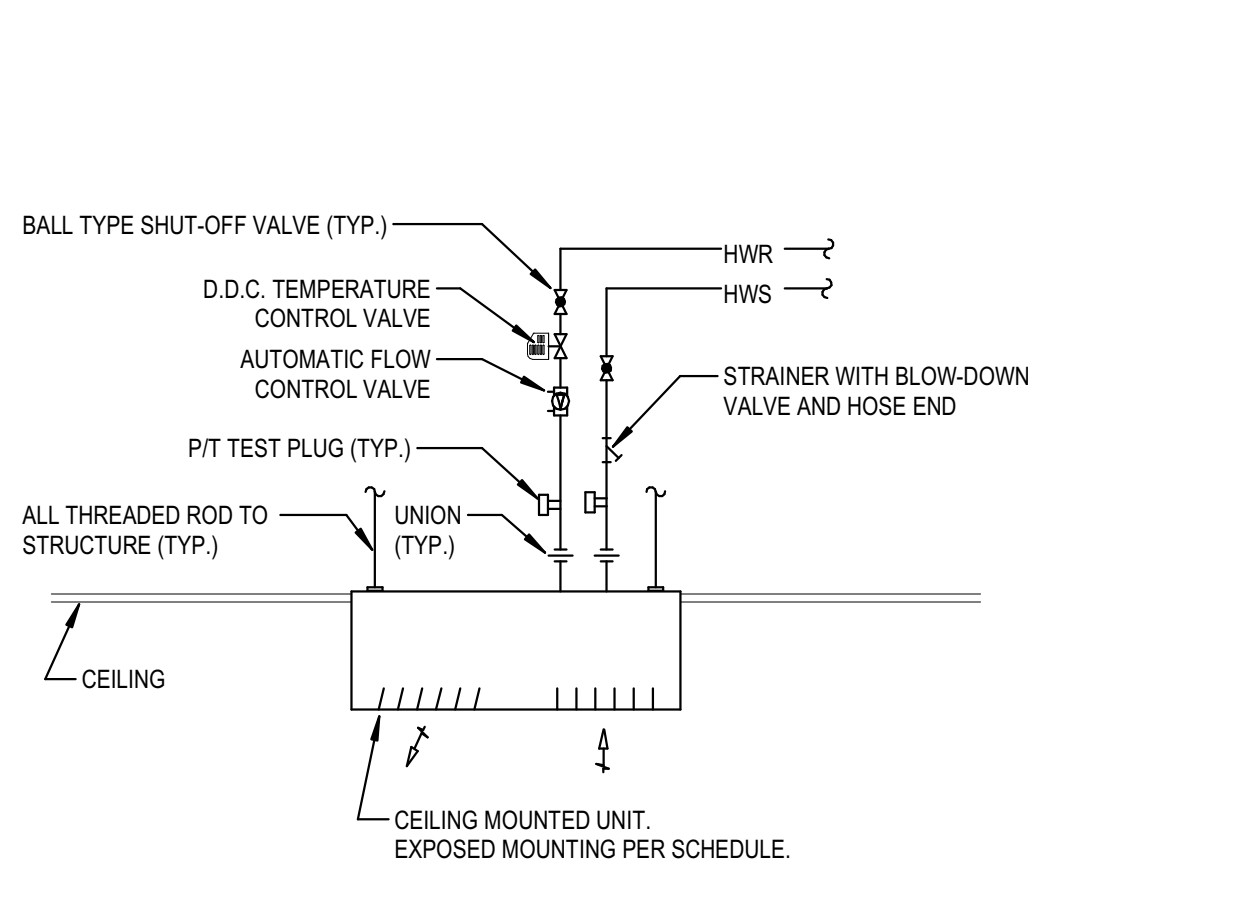 BALL TYPE SHUT-OFF VALVE (TYP.)
HWR
D.D.C. TEMPERATURE
CONTROL VALVE
HWS
AUTOMATIC FLOW
CONTROL VALVE
STRAINER WITH BLOW-DOWN
VALVE AND HOSE END
P/T TEST PLUG (TYP.)
ALL THREADED ROD TO
STRUCTURE (TYP.)
UNION
(TYP.)
CEILING
CEILING MOUNTED UNIT.
EXPOSED MOUNTING PER SCHEDULE.